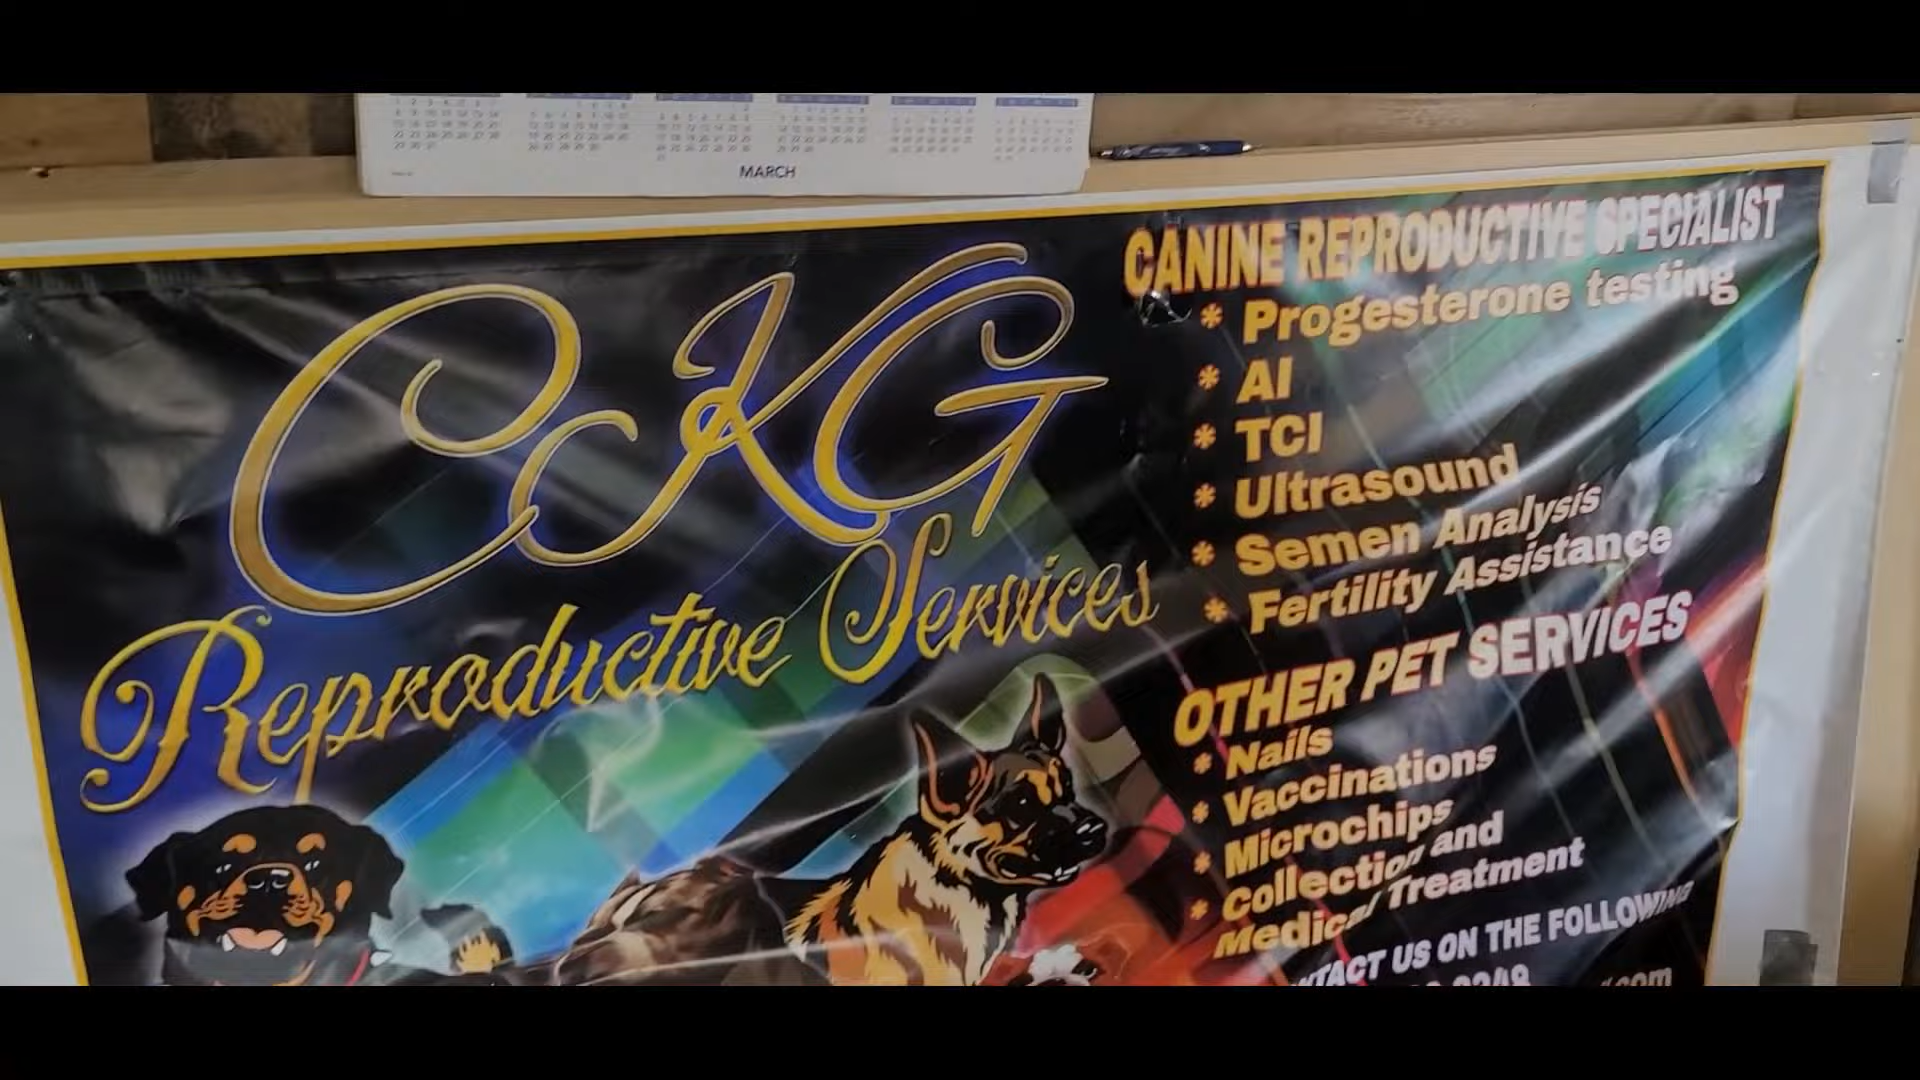 MARCH
CKG
Reproductive Services
CANINE REPRODUCTIVE SPECIALIST
* Progesterone testing
* AI
* TCI
* Ultrasound
* Semen Analysis
* Fertility Assistance
OTHER PET SERVICES
* Nails
* Vaccinations
* Microchips
* Collection and
Medical Treatment
US ON THE FOLLOWING
.com